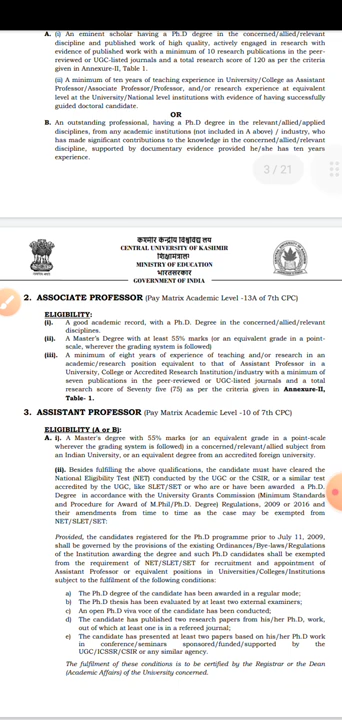 A. (i) An eminent scholar having a Ph.D degree in the concerned/allied/relevant
discipline and published work of high quality, actively engaged in research with
evidence of published work with a minimum of 10 research publications in the peer-
reviewed or UGC-listed journals and a total research score of 120 as per the criteria
given in Annexure-II, Table 1.
(ii) A minimum of ten years of teaching experience in University/College as Assistant
Professor/Associate Professor/Professor, and/or research experience at equivalent
level at the University/National level institutions with evidence of having successfully
guided doctoral candidate.
OR
B. An outstanding professional, having a Ph.D degree in the relevant/allied/applied
disciplines, from any academic institutions (not included in A above) / industry, who
has made significant contributions to the knowledge in the concerned/allied/relevant
discipline, supported by documentary evidence provided he/she has ten years
experience.
3 / 21
कश्मीर केन्द्रीय विश्वविद्यालय
CENTRAL UNIVERSITY OF KASHMIR
शिक्षा मंत्रालय
MINISTRY OF EDUCATION
भारत सरकार
GOVERNMENT OF INDIA
2. ASSOCIATE PROFESSOR (Pay Matrix Academic Level -13A of 7th CPC)
ELIGIBILITY:
(i). A good academic record, with a Ph.D. Degree in the concerned/allied/relevant
disciplines.
(ii). A Master's Degree with at least 55% marks (or an equivalent grade in a point-
scale, wherever the grading system is followed)
(iii). A minimum of eight years of experience of teaching and/or research in an
academic/research position equivalent to that of Assistant Professor in a
University, College or Accredited Research Institution/industry with a minimum of
seven publications in the peer-reviewed or UGC-listed journals and a total
research score of Seventy five (75) as per the criteria given in Annexure-II,
Table- 1.
3. ASSISTANT PROFESSOR (Pay Matrix Academic Level -10 of 7th CPC)
ELIGIBILITY (A or B):
A. i). A Master's degree with 55% marks (or an equivalent grade in a point-scale
wherever the grading system is followed) in a concerned/relevant/allied subject from
an Indian University, or an equivalent degree from an accredited foreign university.
(ii). Besides fulfilling the above qualifications, the candidate must have cleared the
National Eligibility Test (NET) conducted by the UGC or the CSIR, or a similar test
accredited by the UGC, like SLET/SET or who are or have been awarded a Ph.D.
Degree in accordance with the University Grants Commission (Minimum Standards
and Procedure for Award of M.Phil/Ph.D. Degree) Regulations, 2009 or 2016 and
their amendments from time to time as the case may be exempted from
NET/SLET/SET:
Provided, the candidates registered for the Ph.D programme prior to July 11, 2009,
shall be governed by the provisions of the existing Ordinances/Bye-laws/Regulations
of the Institution awarding the degree and such Ph.D candidates shall be exempted
from the requirement of NET/SLET/SET for recruitment and appointment of
Assistant Professor or equivalent positions in Universities/Colleges/Institutions
subject to the fulfilment of the following conditions:
a) The Ph.D degree of the candidate has been awarded in a regular mode;
b) The Ph.D thesis has been evaluated by at least two external examiners;
c) An open Ph.D viva voce of the candidate has been conducted;
d) The candidate has published two research papers from his/her Ph.D, work,
out of which at least one is in a refereed journal;
e) The candidate has presented at least two papers based on his/her Ph.D work
in conference/seminars sponsored/funded/supported by the
UGC/ICSSR/CSIR or any similar agency.
The fulfilment of these conditions is to be certified by the Registrar or the Dean
(Academic Affairs) of the University concerned.